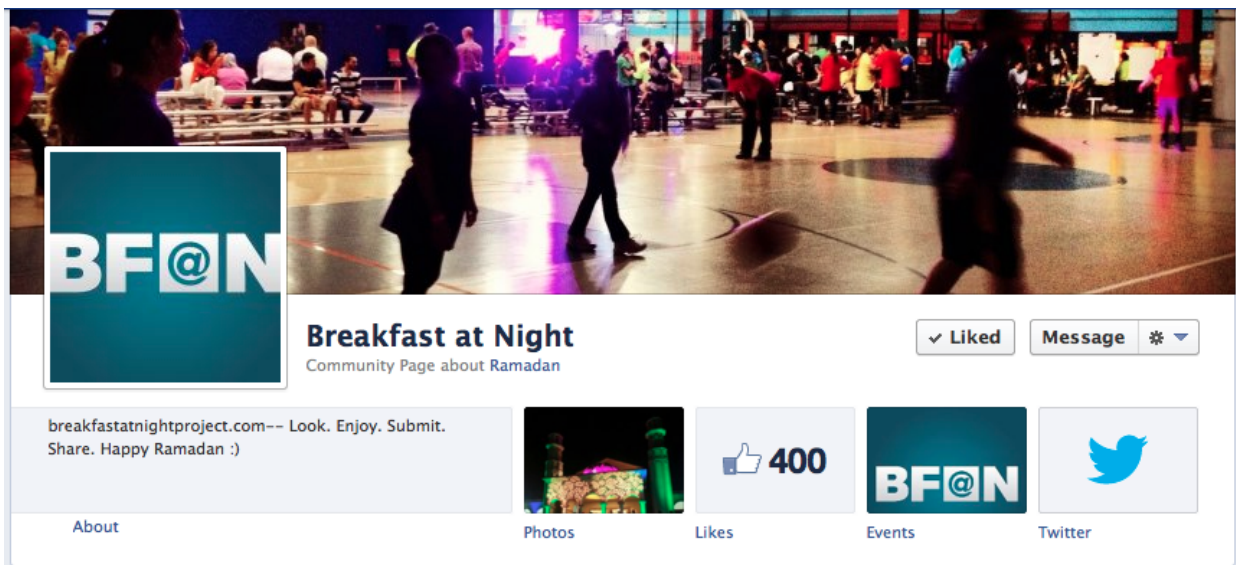 BF@N
Breakfast at Night
Community Page about Ramadan
Liked
Message
breakfastatnightproject.com-- Look. Enjoy. Submit.
Share. Happy Ramadan :)
400
BF@N
About
Photos
Likes
Events
Twitter